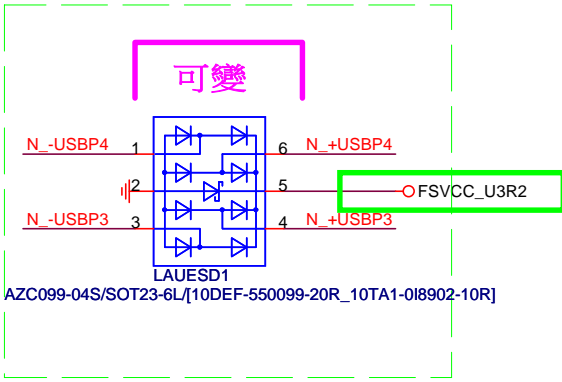 可變
N_-USBP4 1 6 N_+USBP4
2 5 FSVCC_U3R2
N_-USBP3 3 4 N_+USBP3
LAUESD1
AZC099-04S/SOT23-6L/[10DEF-550099-20R_10TA1-0I8902-10R]